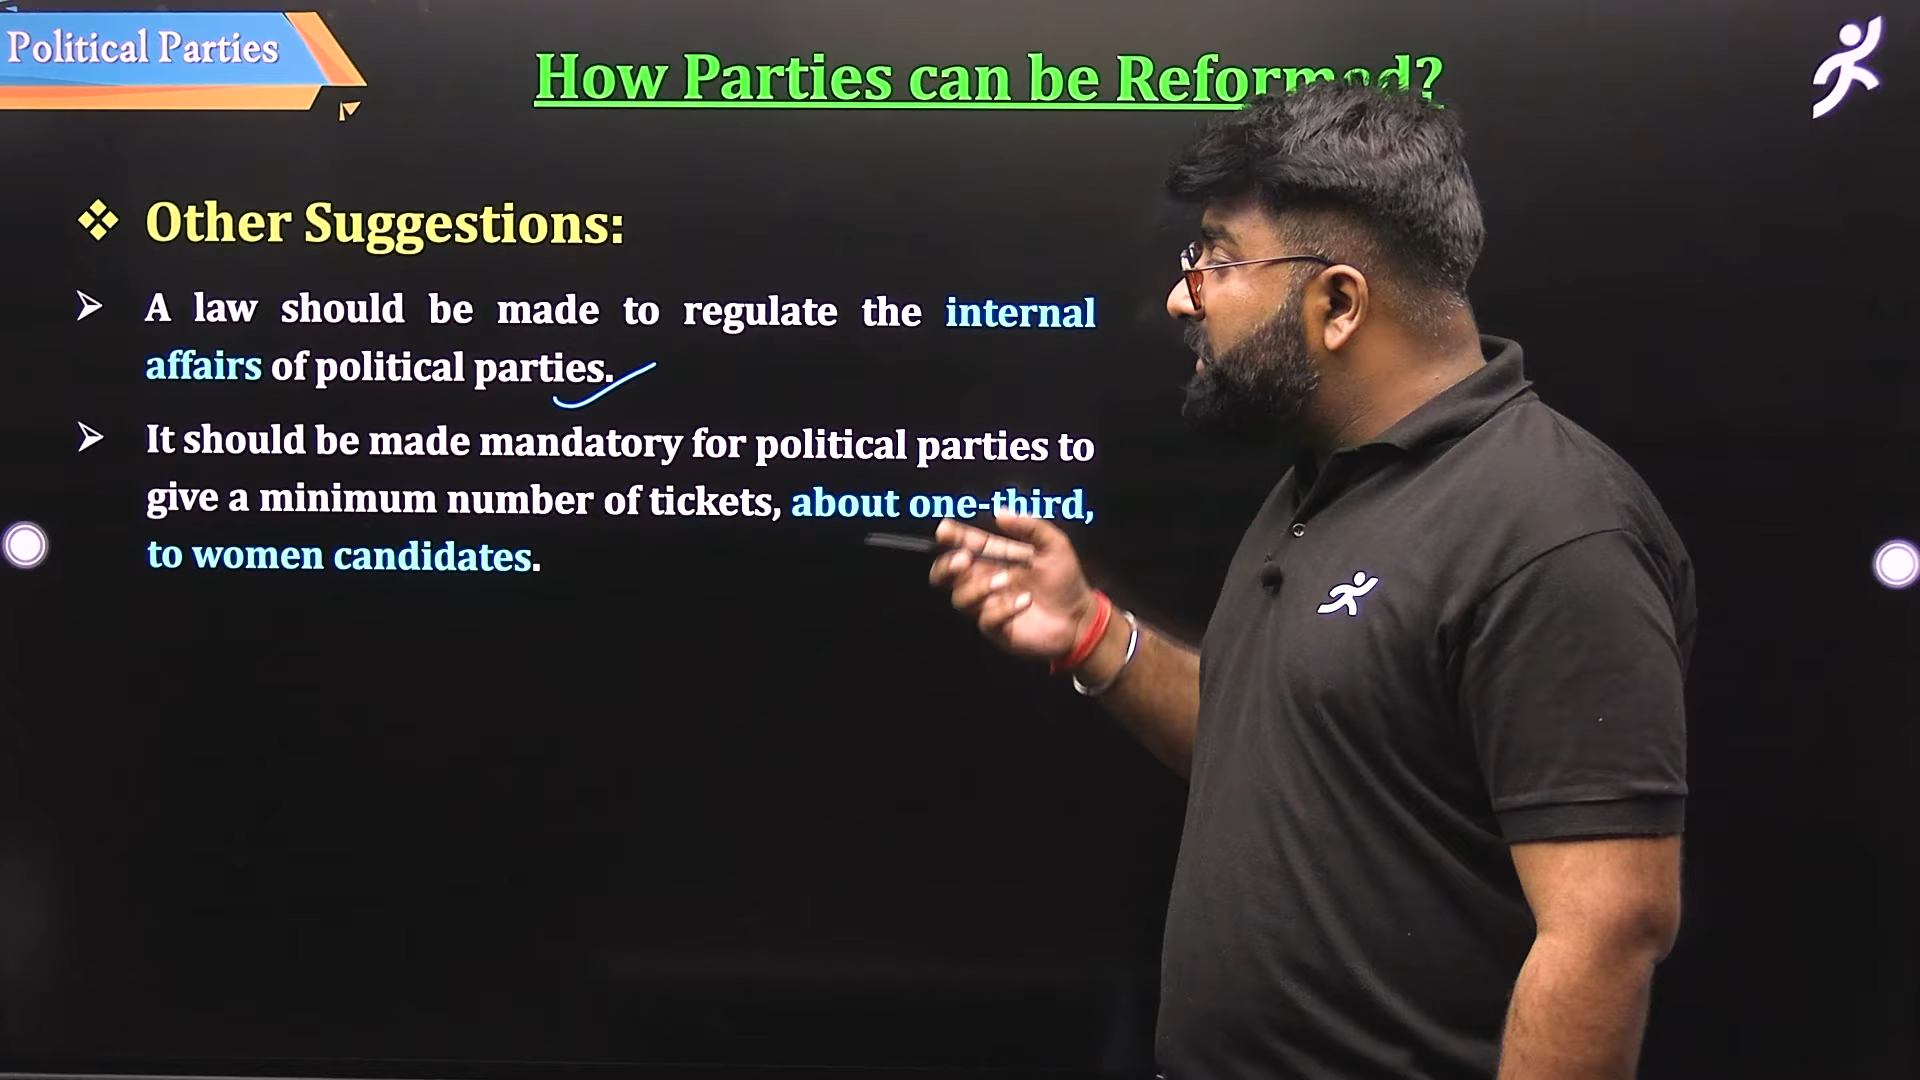 Political Parties
How Parties can be Reformed?
Other Suggestions:
A law should be made to regulate the internal
affairs of political parties.
It should be made mandatory for political parties to
give a minimum number of tickets, about one-third,
to women candidates.